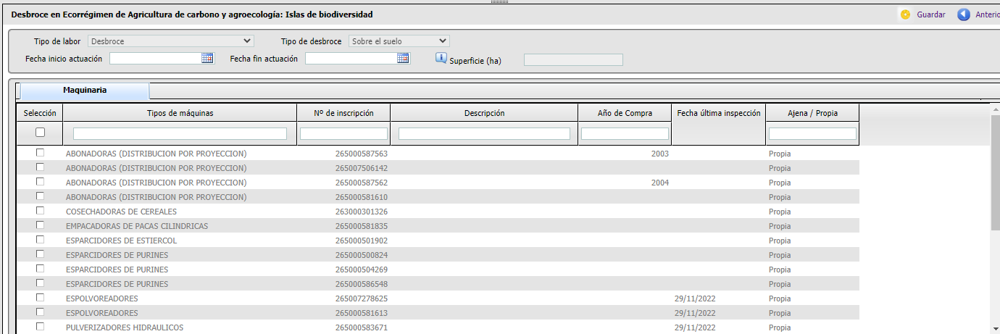 Desbroce en Ecorrégimen de Agricultura de carbono y agroecología: Islas de biodiversidad Guardar Anterio
Tipo de labor Desbroce Tipo de desbroce Sobre el suelo
Fecha inicio actuación Fecha fin actuación Superficie (ha)
Maquinaria
Selección Tipos de máquinas Nº de inscripción Descripción Año de Compra Fecha última inspección Ajena / Propia
ABONADORAS (DISTRIBUCION POR PROYECCION) 265000587563 2003 Propia
ABONADORAS (DISTRIBUCION POR PROYECCION) 265007506142 Propia
ABONADORAS (DISTRIBUCION POR PROYECCION) 265000587562 2004 Propia
ABONADORAS (DISTRIBUCION POR PROYECCION) 265000581610 Propia
COSECHADORAS DE CEREALES 263000301326 Propia
EMPACADORAS DE PACAS CILINDRICAS 265000581835 Propia
ESPARCIDORES DE ESTIERCOL 265000501902 Propia
ESPARCIDORES DE PURINES 265000500824 Propia
ESPARCIDORES DE PURINES 265000504269 Propia
ESPARCIDORES DE PURINES 265000586548 Propia
ESPOLVOREADORES 265007278625 29/11/2022 Propia
ESPOLVOREADORES 265000581613 29/11/2022 Propia
PULVERIZADORES HIDRAULICOS 265000583671 29/11/2022 Propia